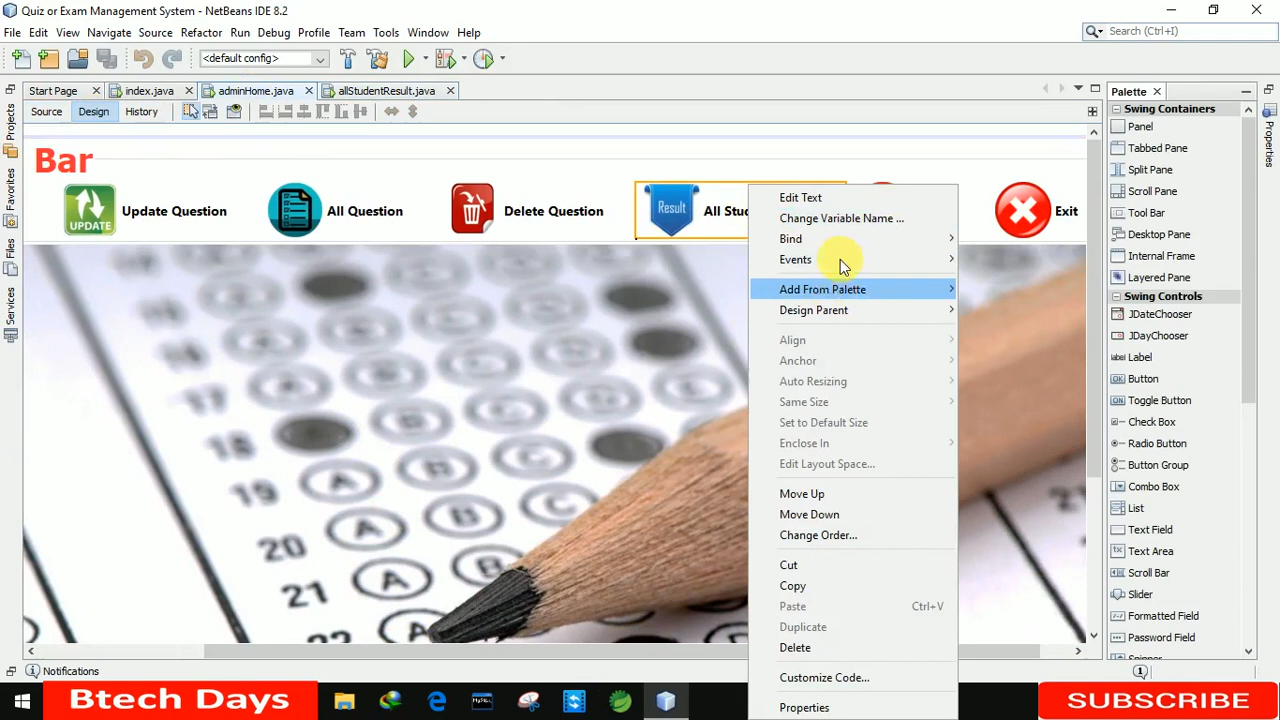 Quiz or Exam Management System - NetBeans IDE 8.2
File Edit View Navigate Source Refactor Run Debug Profile Team Tools Window Help
Search (Ctrl+I)
<default config>
Start Page index.java adminHome.java allStudentResult.java
Source Design History
Palette
Swing Containers
Panel
Tabbed Pane
Split Pane
Scroll Pane
Tool Bar
Desktop Pane
Internal Frame
Layered Pane
Swing Controls
JDateChooser
JDayChooser
Label
Button
Toggle Button
Check Box
Radio Button
Button Group
Combo Box
List
Text Field
Text Area
Scroll Bar
Slider
Formatted Field
Password Field
Spinner
Properties
Projects
Favorites
Files
Services
Bar
UPDATE Update Question All Question Delete Question Result All Stu Exit
Edit Text
Change Variable Name ...
Bind
Events
Add From Palette
Design Parent
Align
Anchor
Auto Resizing
Same Size
Set to Default Size
Enclose In
Edit Layout Space...
Move Up
Move Down
Change Order...
Cut
Copy
Paste Ctrl+V
Duplicate
Delete
Customize Code...
Properties
17
18
19 A B C
20 A B C
21 A B
22
Notifications 1
Btech Days
SUBSCRIBE